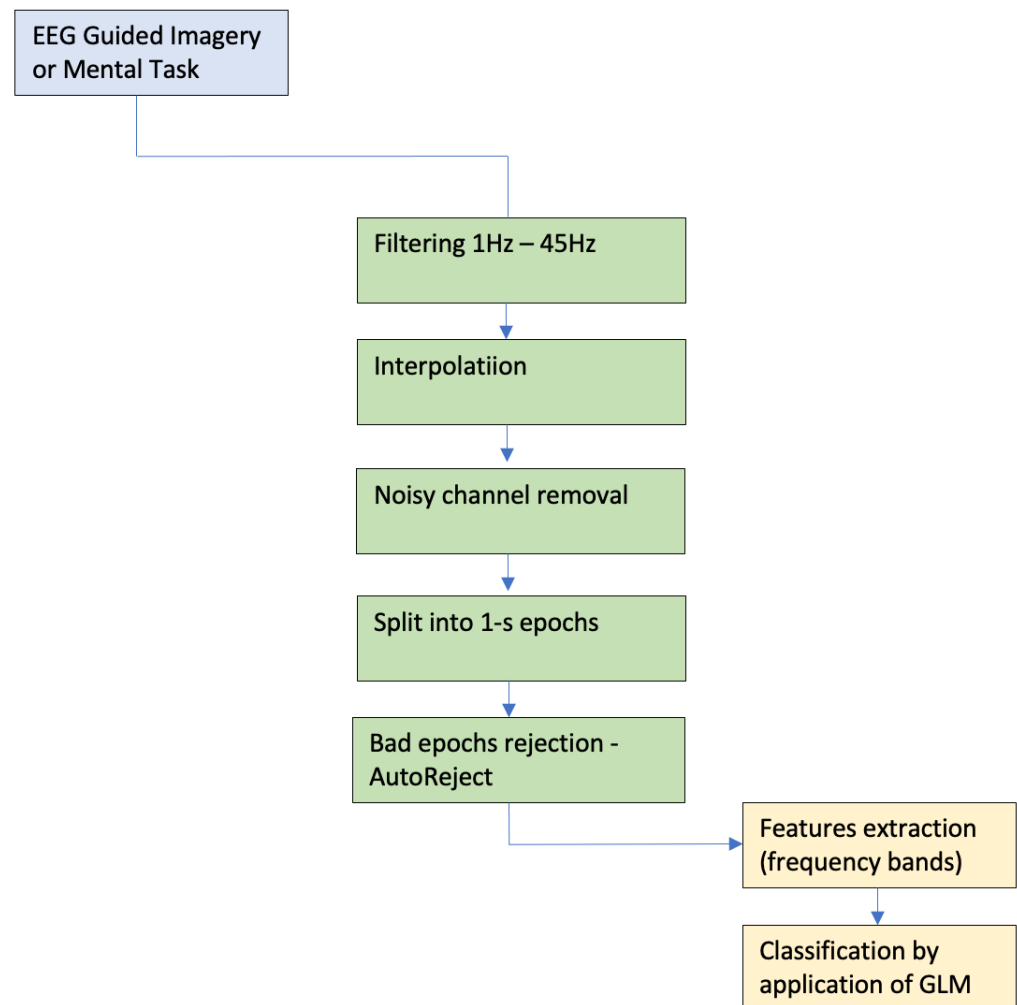 EEG Guided Imagery
or Mental Task
Filtering 1Hz – 45Hz
Interpolatiion
Noisy channel removal
Split into 1-s epochs
Bad epochs rejection -
AutoReject
Features extraction
(frequency bands)
Classification by
application of GLM